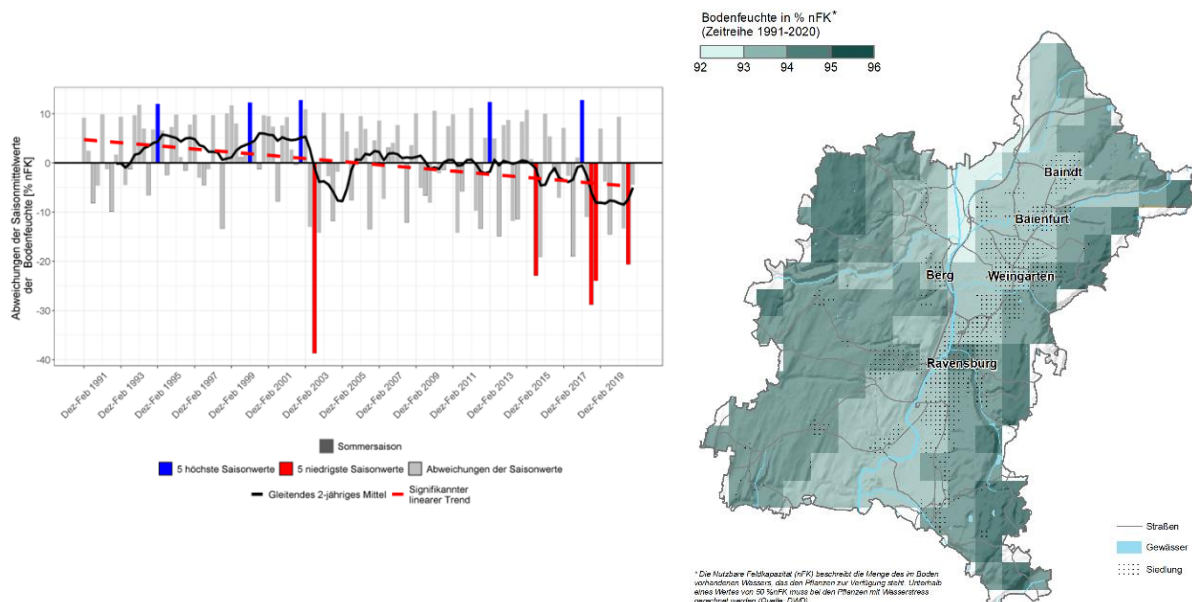 Abweichungen der Saisonmittelwerte
der Bodenfeuchte [% nFK]
10
0
-10
-20
-30
-40
Dez-Feb 1991
Dez-Feb 1993
Dez-Feb 1995
Dez-Feb 1997
Dez-Feb 1999
Dez-Feb 2001
Dez-Feb 2003
Dez-Feb 2005
Dez-Feb 2007
Dez-Feb 2009
Dez-Feb 2011
Dez-Feb 2013
Dez-Feb 2015
Dez-Feb 2017
Dez-Feb 2019
Sommersaison
5 höchste Saisonwerte
5 niedrigste Saisonwerte
Abweichungen der Saisonwerte
Gleitendes 2-jähriges Mittel
Signifikannter
linearer Trend
Bodenfeuchte in % nFK*
(Zeitreihe 1991-2020)
92 93 94 95 96
Baindt
Baienfurt
Berg
Weingarten
Ravensburg
Straßen
Gewässer
Siedlung
* Die Nutzbare Feldkapazität (nFK) beschreibt die Menge des im Boden
vorhandenen Wassers, das den Pflanzen zur Verfügung steht. Unterhalb
eines Wertes von 50 %nFK muss bei den Pflanzen mit Wasserstress
gerechnet werden (Quelle: DWD).